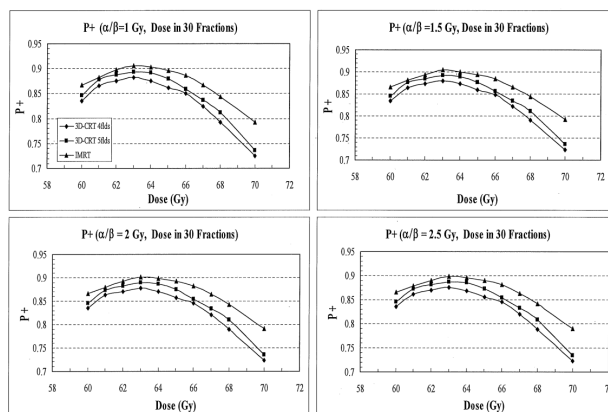 P+ (α/β=1 Gy, Dose in 30 Fractions)
P+
0.95
0.9
0.85
0.8
0.75
0.7
3D-CRT 4flds
3D-CRT 5flds
IMRT
58 60 62 64 66 68 70 72
Dose (Gy)
P+ (α/β =1.5 Gy, Dose in 30 Fractions)
P+
0.95
0.9
0.85
0.8
0.75
0.7
58 60 62 64 66 68 70 72
Dose (Gy)
P+ (α/β = 2 Gy, Dose in 30 Fractions)
P+
0.95
0.9
0.85
0.8
0.75
0.7
58 60 62 64 66 68 70 72
Dose (Gy)
P+ (α/β = 2.5 Gy, Dose in 30 Fractions)
P+
0.95
0.9
0.85
0.8
0.75
0.7
58 60 62 64 66 68 70 72
Dose (Gy)